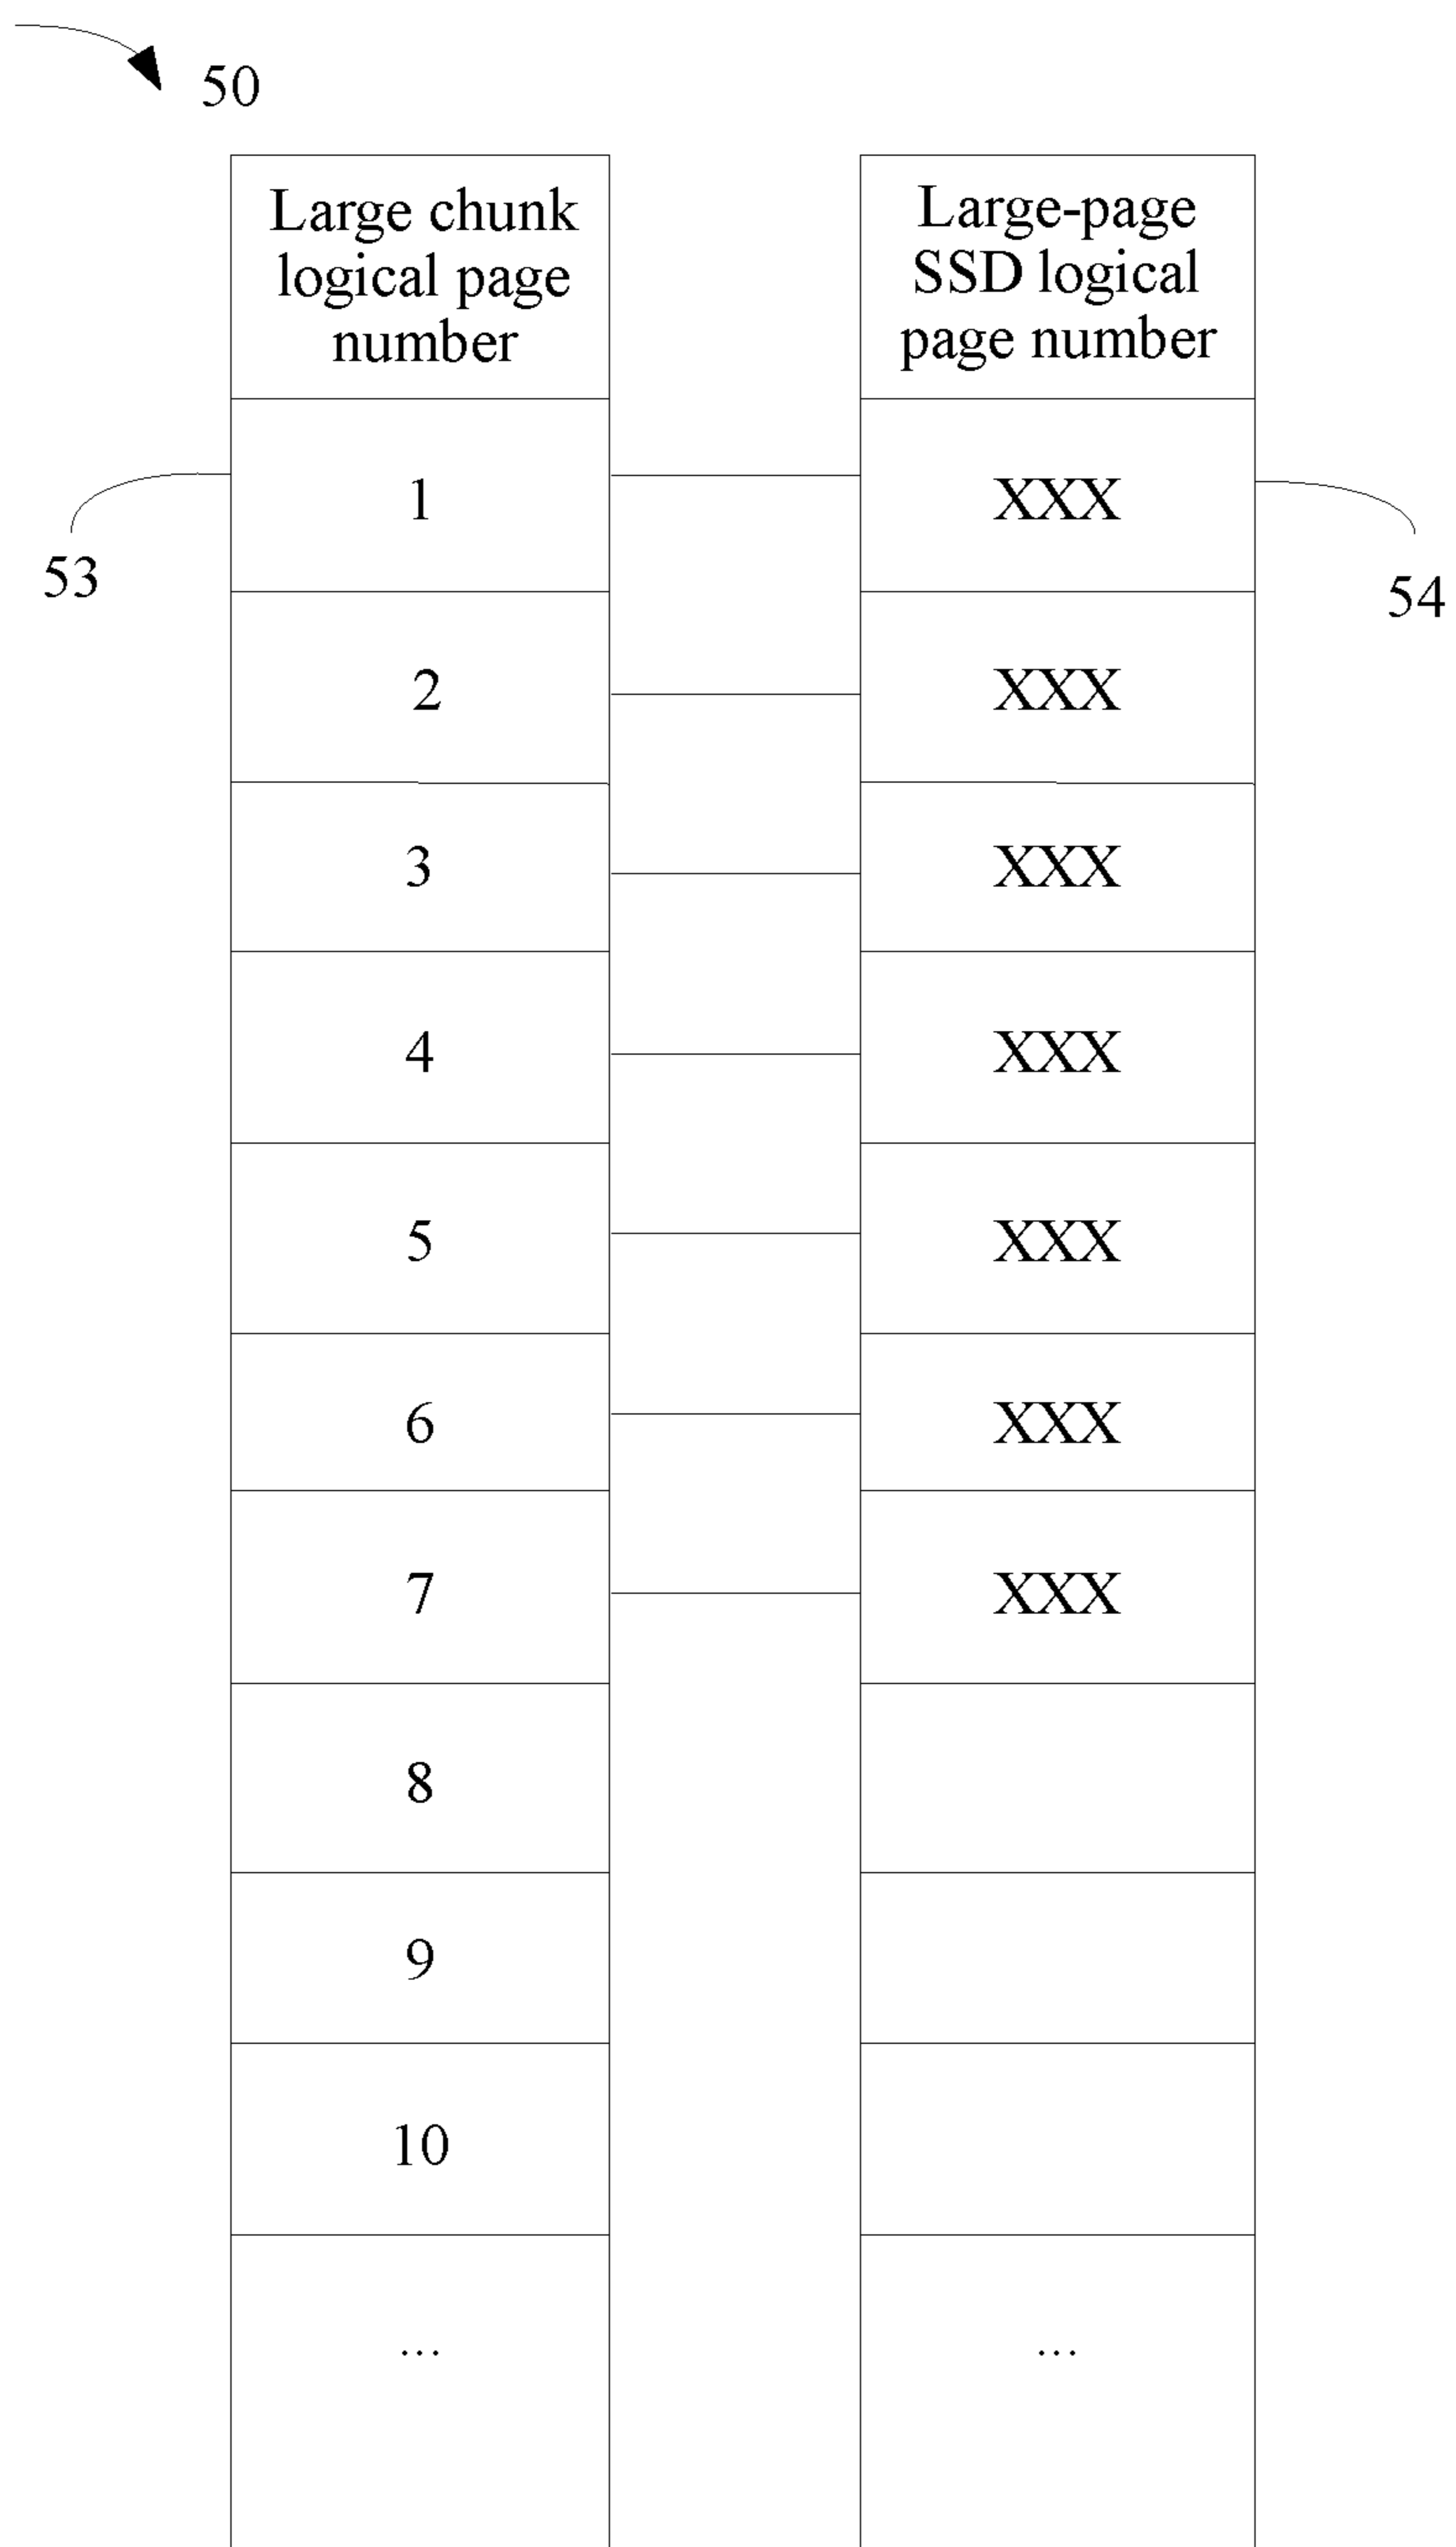 50
Large chunk
logical page
number
Large-page
SSD logical
page number
1
XXX
53
54
2
XXX
3
XXX
4
XXX
5
XXX
6
XXX
7
XXX
8
9
10
...
...